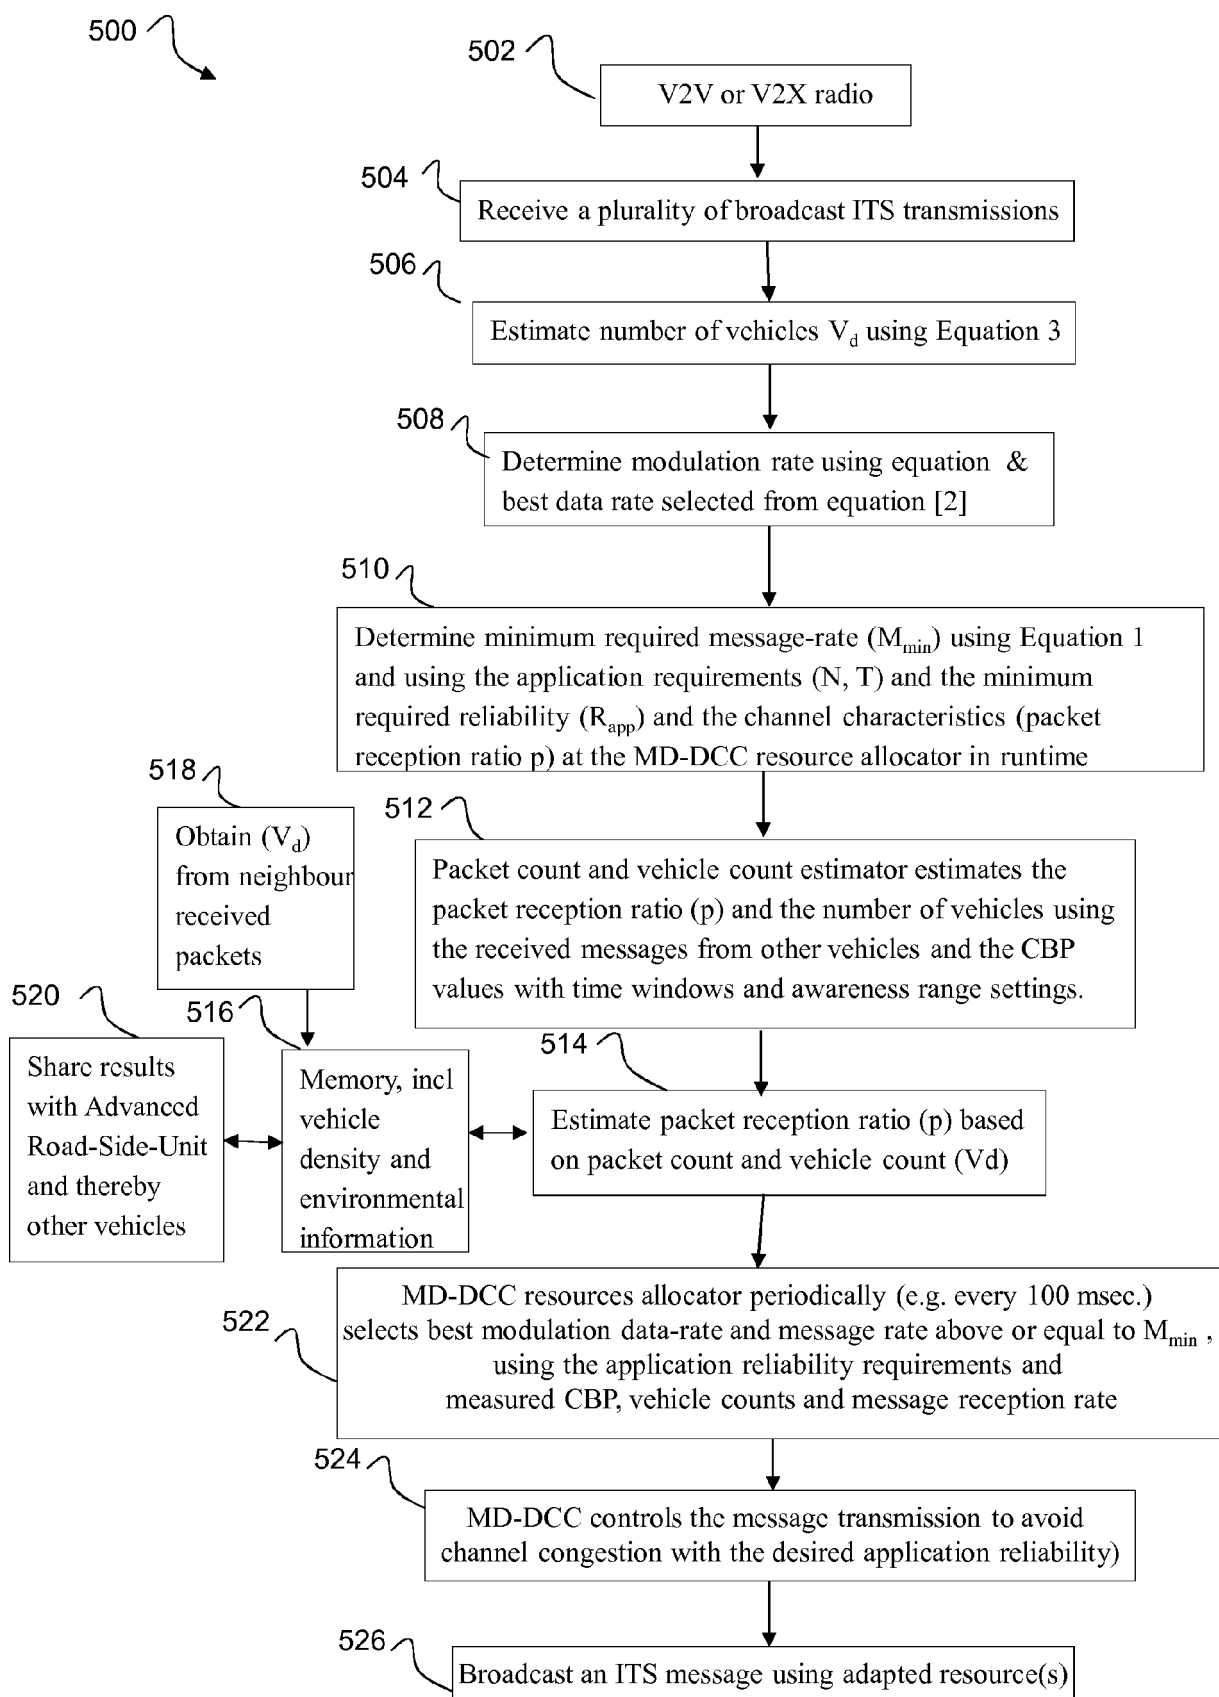 500
502
V2V or V2X radio
504
Receive a plurality of broadcast ITS transmissions
506
Estimate number of vehicles Vd using Equation 3
508
Determine modulation rate using equation &
best data rate selected from equation [2]
510
Determine minimum required message-rate (Mmin) using Equation 1
and using the application requirements (N, T) and the minimum
required reliability (Rapp) and the channel characteristics (packet
reception ratio p) at the MD-DCC resource allocator in runtime
518
Obtain (Vd)
from neighbour
received
packets
512
Packet count and vehicle count estimator estimates the
packet reception ratio (p) and the number of vehicles using
the received messages from other vehicles and the CBP
values with time windows and awareness range settings.
520
Share results
with Advanced
Road-Side-Unit
and thereby
other vehicles
516
Memory, incl
vehicle
density and
environmental
information
514
Estimate packet reception ratio (p) based
on packet count and vehicle count (Vd)
522
MD-DCC resources allocator periodically (e.g. every 100 msec.)
selects best modulation data-rate and message rate above or equal to Mmin ,
using the application reliability requirements and
measured CBP, vehicle counts and message reception rate
524
MD-DCC controls the message transmission to avoid
channel congestion with the desired application reliability)
526
Broadcast an ITS message using adapted resource(s)